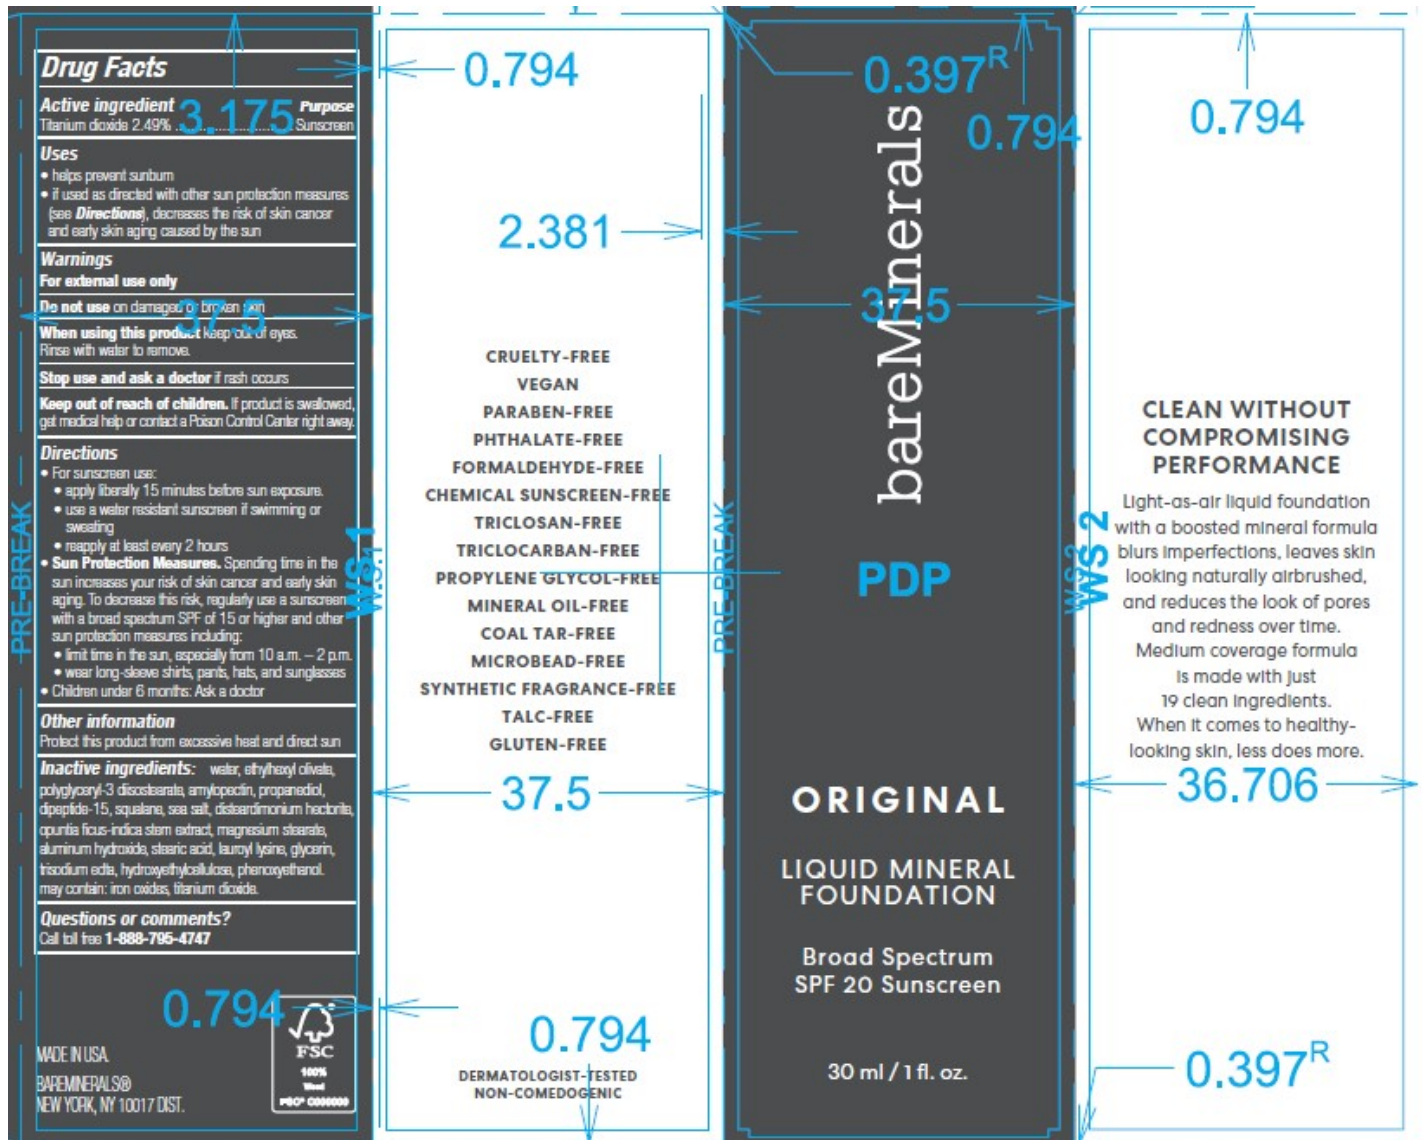 Drug Facts
Active ingredient Purpose
Titanium dioxide 2.49% ........................... Sunscreen
3.175
Uses
• helps prevent sunburn
• if used as directed with other sun protection measures
(see Directions), decreases the risk of skin cancer
and early skin aging caused by the sun
Warnings
For external use only
Do not use on damaged or broken skin
37.5
When using this product keep out of eyes.
Rinse with water to remove.
Stop use and ask a doctor if rash occurs
Keep out of reach of children. If product is swallowed,
get medical help or contact a Poison Control Center right away.
Directions
• For sunscreen use:
• apply liberally 15 minutes before sun exposure.
• use a water resistant sunscreen if swimming or
sweating
• reapply at least every 2 hours
• Sun Protection Measures. Spending time in the
sun increases your risk of skin cancer and early skin
aging. To decrease this risk, regularly use a sunscreen
with a broad spectrum SPF of 15 or higher and other
sun protection measures including:
• limit time in the sun, especially from 10 a.m. – 2 p.m.
• wear long-sleeve shirts, pants, hats, and sunglasses
• Children under 6 months: Ask a doctor
Other information
Protect this product from excessive heat and direct sun
Inactive ingredients: water, ethylhexyl olivate,
polyglyceryl-3 diisostearate, amylopectin, propanediol,
dipeptide-15, squalane, sea salt, disteardimonium hectorite,
opuntia ficus-indica stem extract, magnesium stearate,
aluminum hydroxide, stearic acid, lauroyl lysine, glycerin,
trisodium edta, hydroxyethylcellulose, phenoxyethanol.
may contain: iron oxides, titanium dioxide.
Questions or comments?
Call toll free 1-888-795-4747
0.794
MADE IN USA.
BAREMINERALS®
NEW YORK, NY 10017 DIST.
FSC
100%
Wood
FSC® C000000
PRE-BREAK
WS 1
W.S.1
0.794
2.381
CRUELTY-FREE
VEGAN
PARABEN-FREE
PHTHALATE-FREE
FORMALDEHYDE-FREE
CHEMICAL SUNSCREEN-FREE
TRICLOSAN-FREE
TRICLOCARBAN-FREE
PROPYLENE GLYCOL-FREE
MINERAL OIL-FREE
COAL TAR-FREE
MICROBEAD-FREE
SYNTHETIC FRAGRANCE-FREE
TALC-FREE
GLUTEN-FREE
37.5
0.794
DERMATOLOGIST-TESTED
NON-COMEDOGENIC
PRE-BREAK
0.397R
0.794
bareMinerals
37.5
PDP
ORIGINAL
LIQUID MINERAL
FOUNDATION
Broad Spectrum
SPF 20 Sunscreen
30 ml / 1 fl. oz.
W.S.2
WS 2
0.794
CLEAN WITHOUT
COMPROMISING
PERFORMANCE
Light-as-air liquid foundation
with a boosted mineral formula
blurs imperfections, leaves skin
looking naturally airbrushed,
and reduces the look of pores
and redness over time.
Medium coverage formula
is made with just
19 clean ingredients.
When it comes to healthy-
looking skin, less does more.
36.706
0.397R